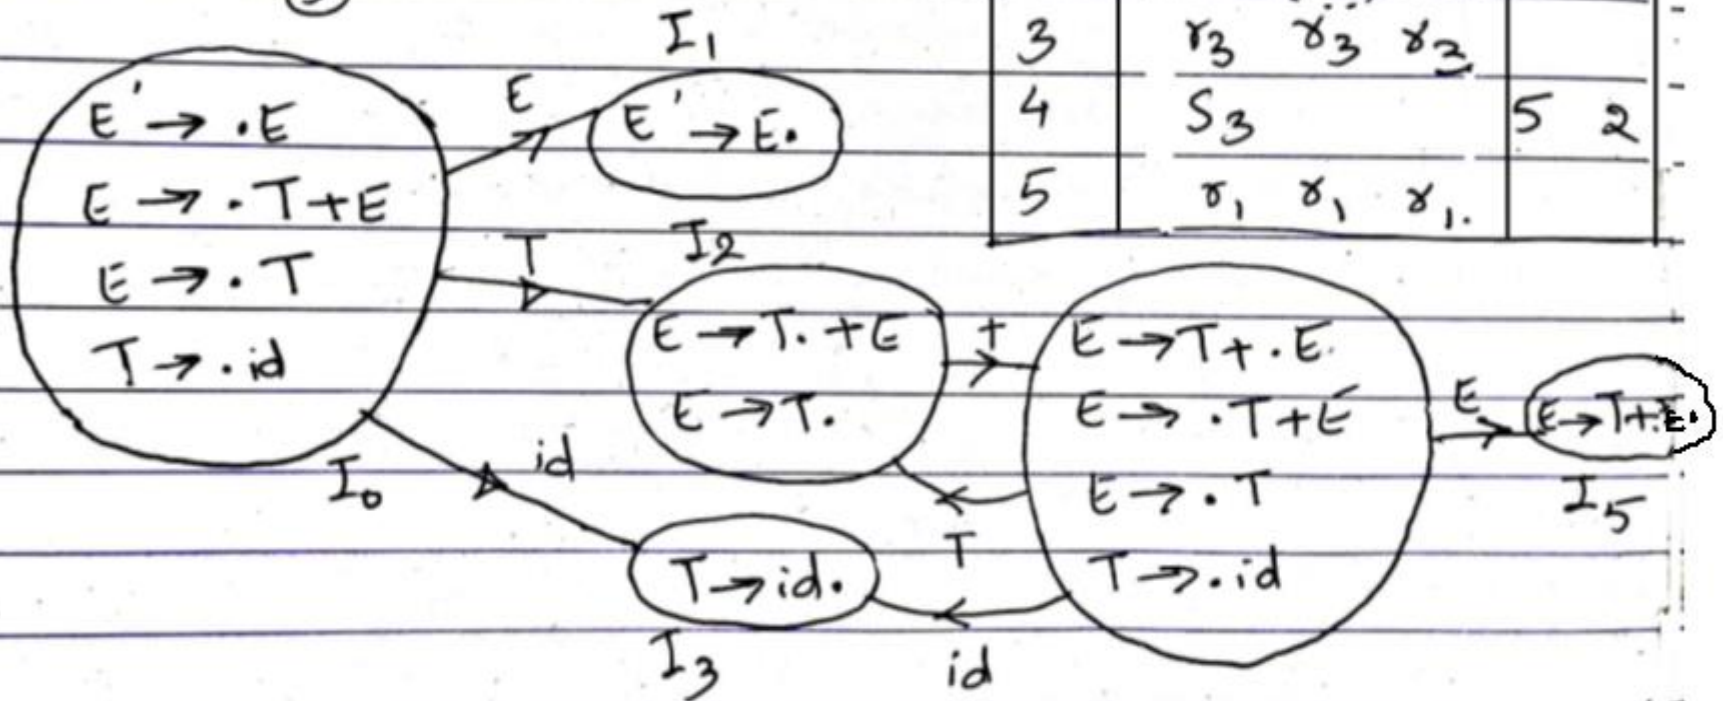 3 r3 r3 r3
4 S3 5 2
5 r1 r1 r1.
I1
E' → .E
E → .T+E
E → .T
T → .id
I0
E
E' → E.
T
I2
E → T. +E
E → T.
+
E → T+ .E
E → .T+E
E → .T
T → .id
E
E → T+E.
I5
id
T → id.
I3
T
id